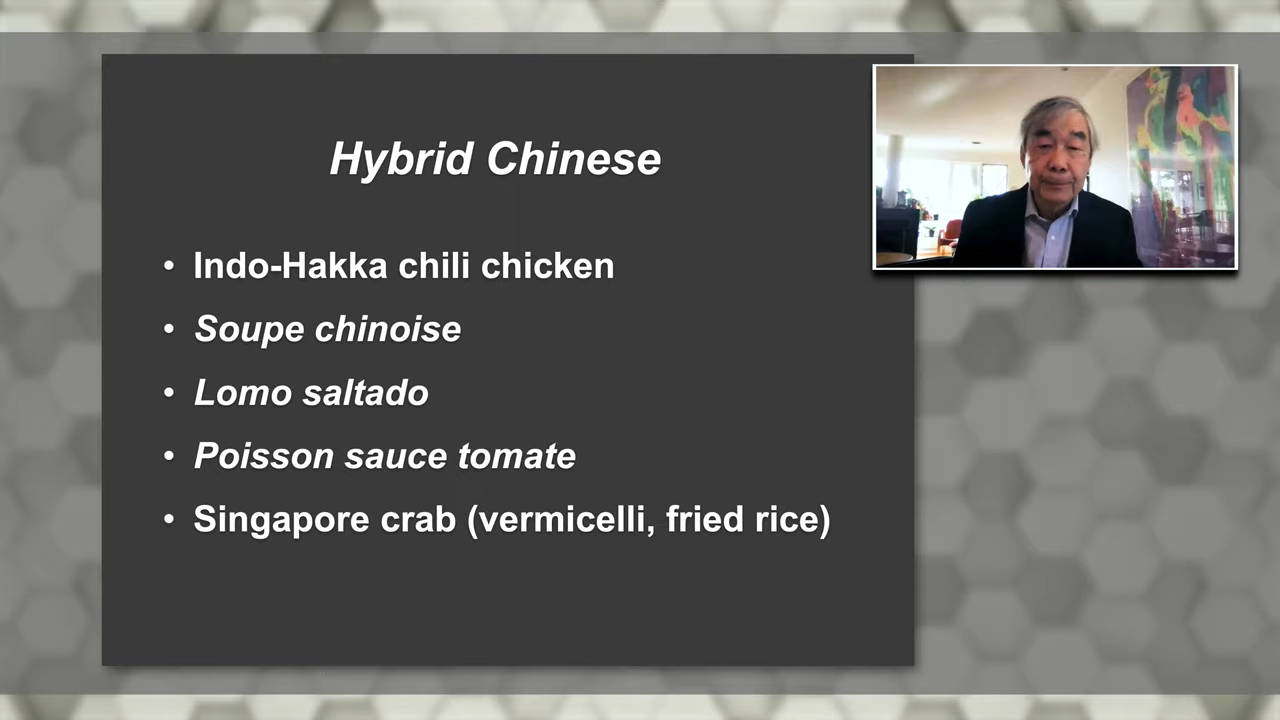 Hybrid Chinese
• Indo-Hakka chili chicken
• Soupe chinoise
• Lomo saltado
• Poisson sauce tomate
• Singapore crab (vermicelli, fried rice)